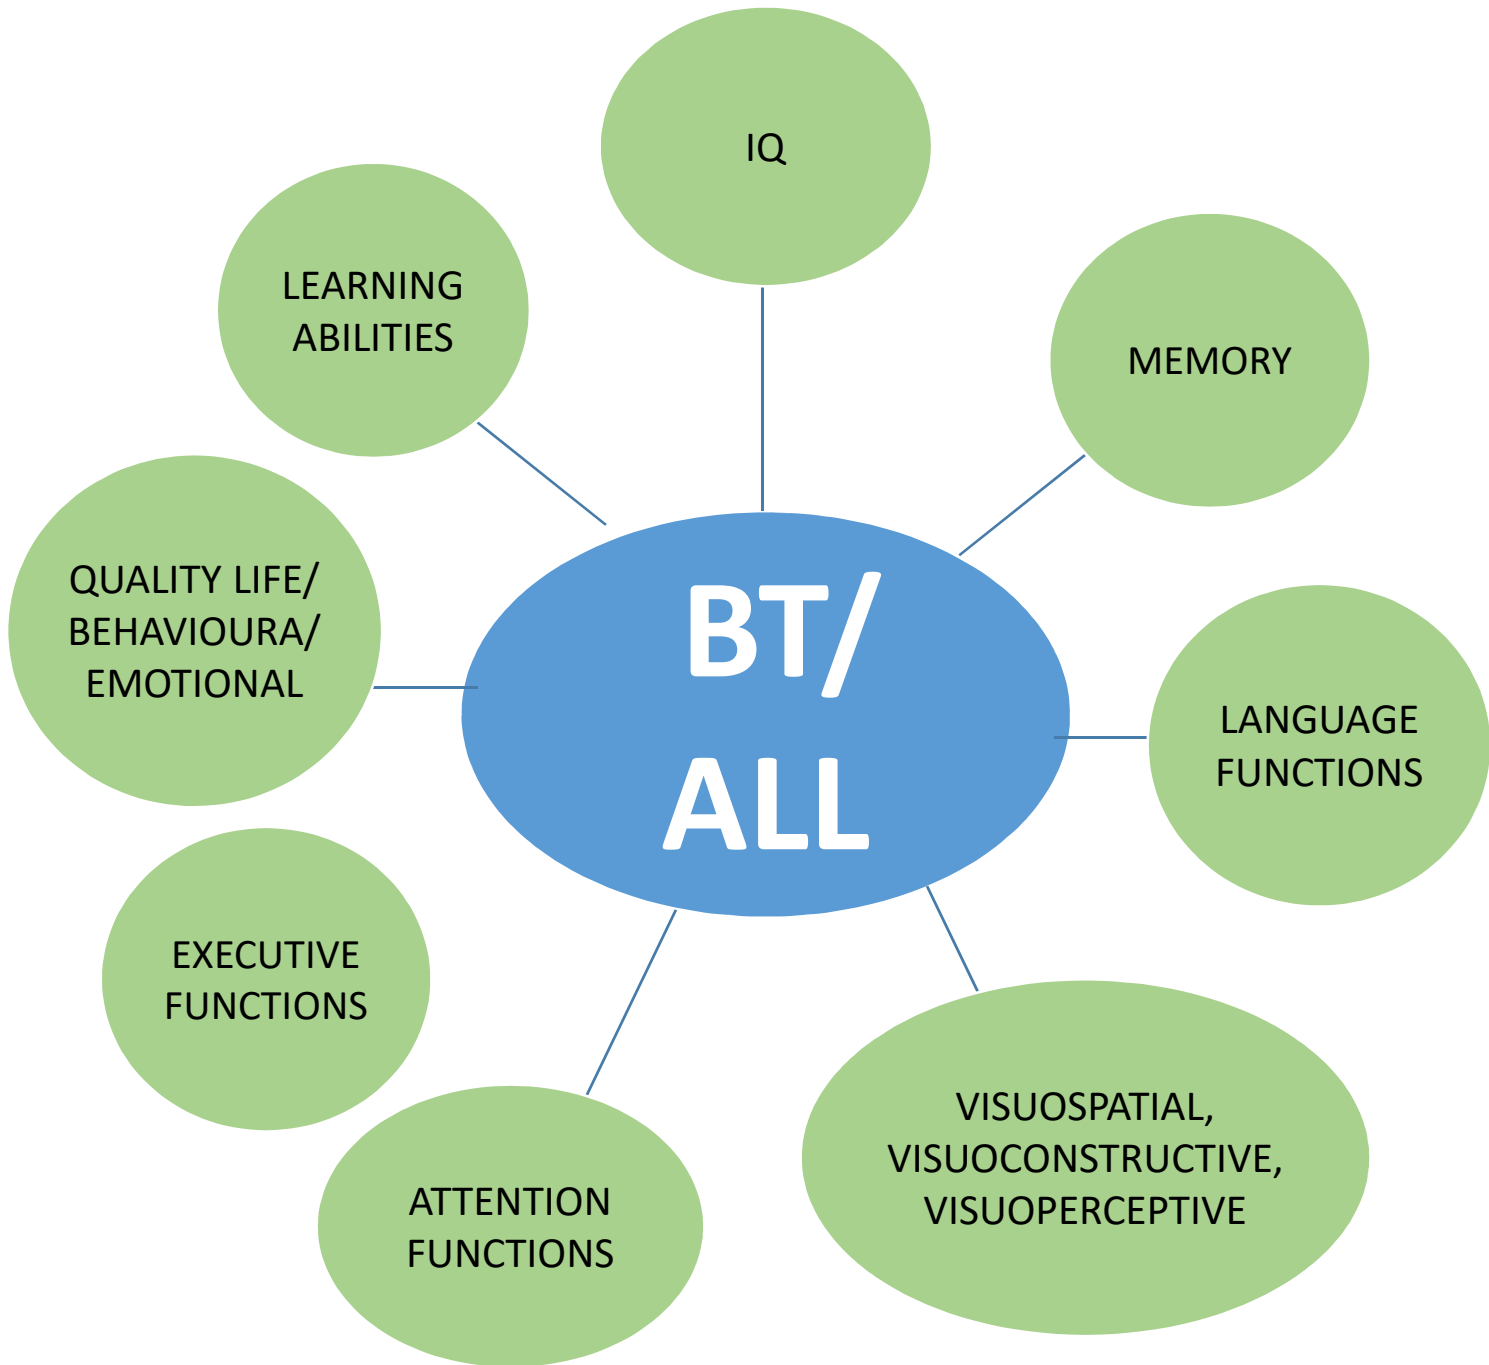 IQ
LEARNING
ABILITIES
MEMORY
QUALITY LIFE/
BEHAVIOURA/
EMOTIONAL
BT/
ALL
LANGUAGE
FUNCTIONS
EXECUTIVE
FUNCTIONS
VISUOSPATIAL,
VISUOCONSTRUCTIVE,
VISUOPERCEPTIVE
ATTENTION
FUNCTIONS